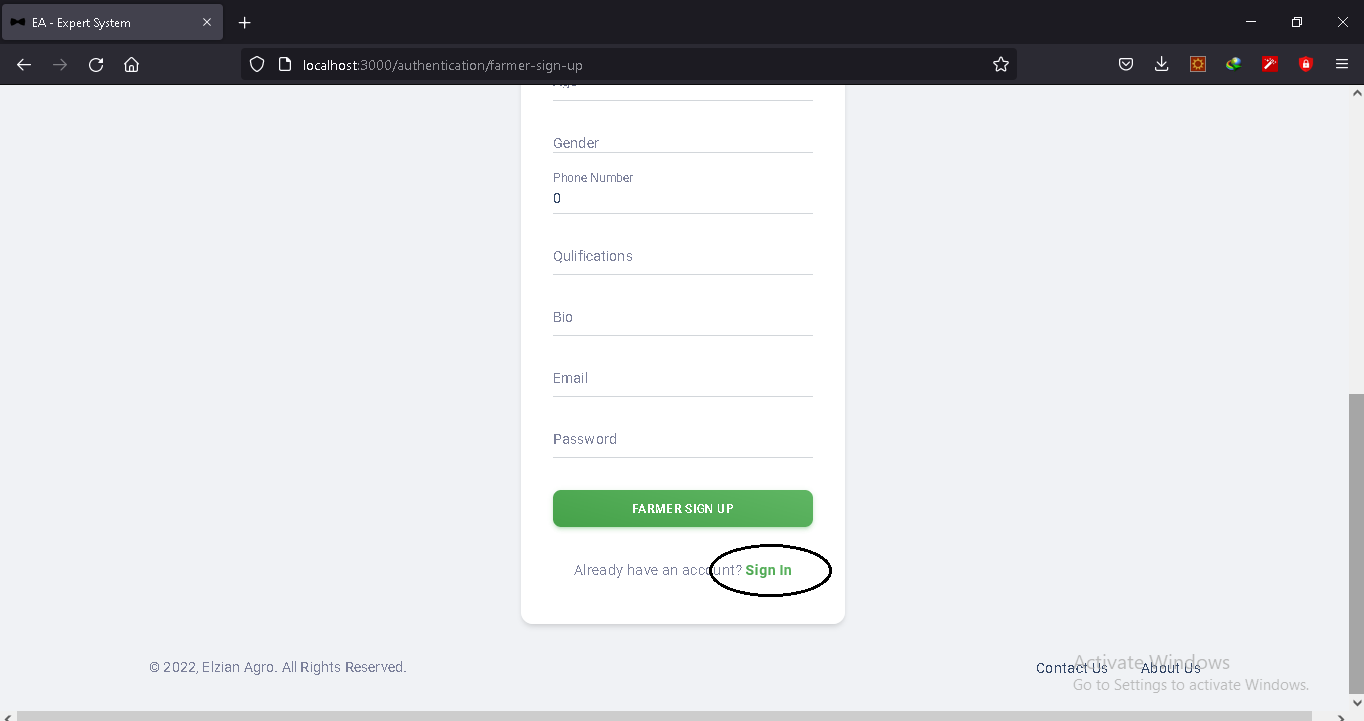 EA - Expert System
localhost:3000/authentication/farmer-sign-up
Gender
Phone Number
0
Qulifications
Bio
Email
Password
FARMER SIGN UP
Already have an account? Sign In
© 2022, Elzian Agro. All Rights Reserved.
Contact Us About Us
Activate Windows
Go to Settings to activate Windows.